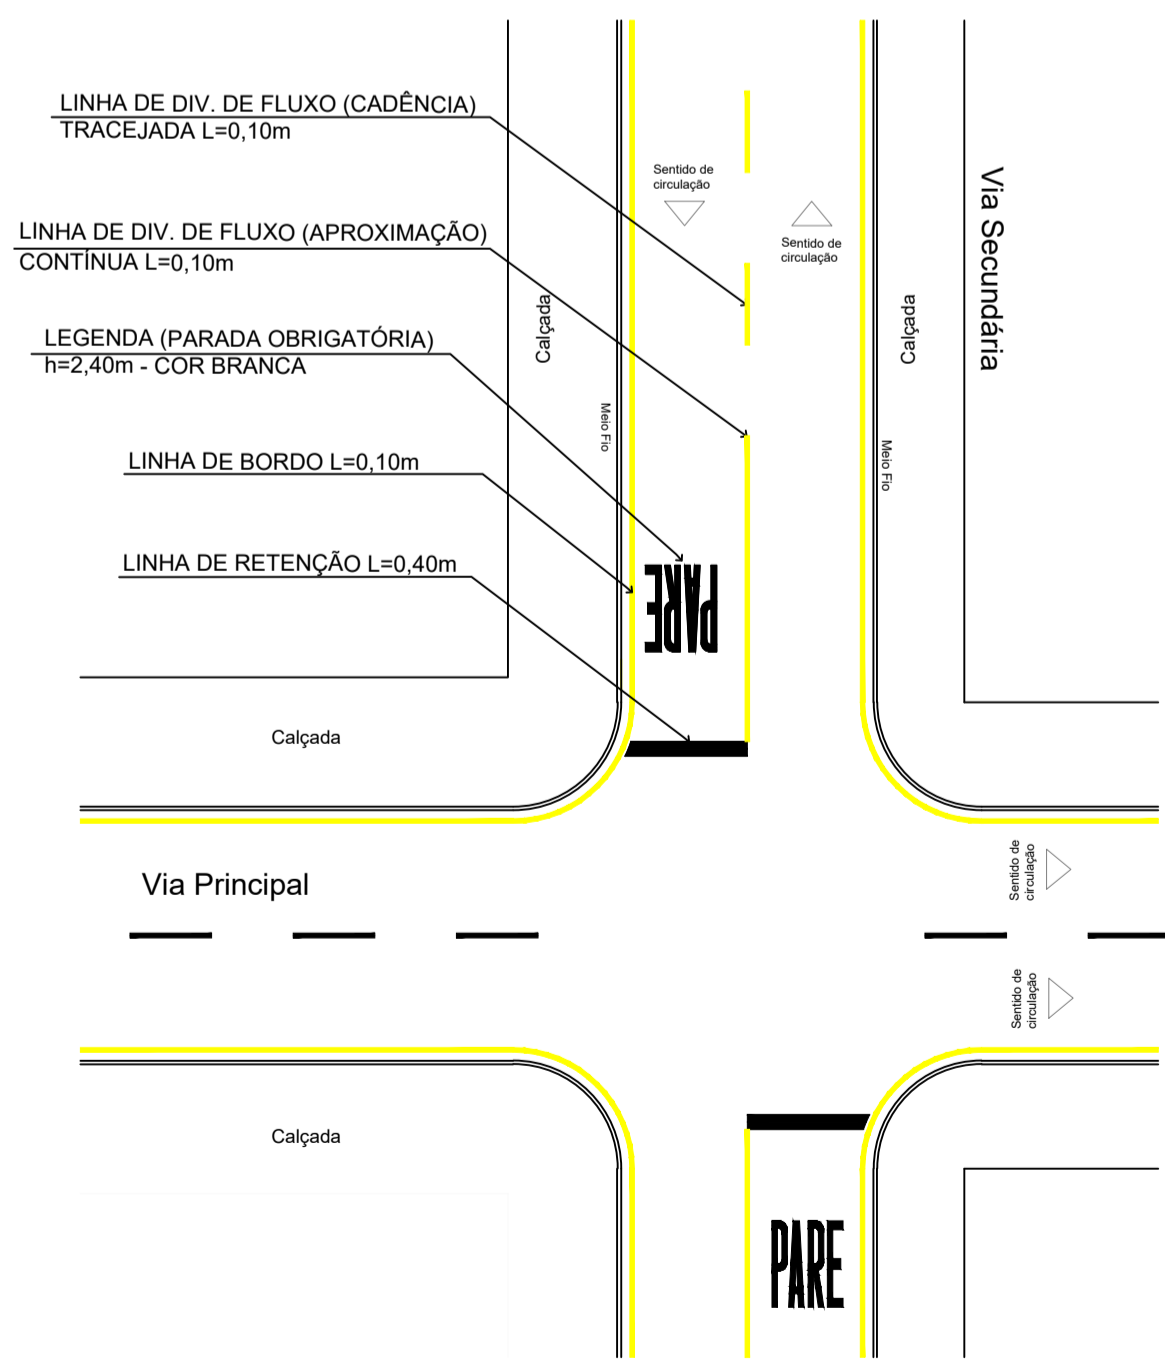 LINHA DE DIV. DE FLUXO (CADÊNCIA)
TRACEJADA L=0,10m
Sentido de
circulação
Via Secundária
LINHA DE DIV. DE FLUXO (APROXIMAÇÃO)
CONTÍNUA L=0,10m
Sentido de
circulação
Calçada
Calçada
LEGENDA (PARADA OBRIGATÓRIA)
h=2,40m - COR BRANCA
Meio Fio
Meio Fio
LINHA DE BORDO L=0,10m
LINHA DE RETENÇÃO L=0,40m
PARE
Calçada
Via Principal
Sentido de
circulação
Sentido de
circulação
Calçada
PARE